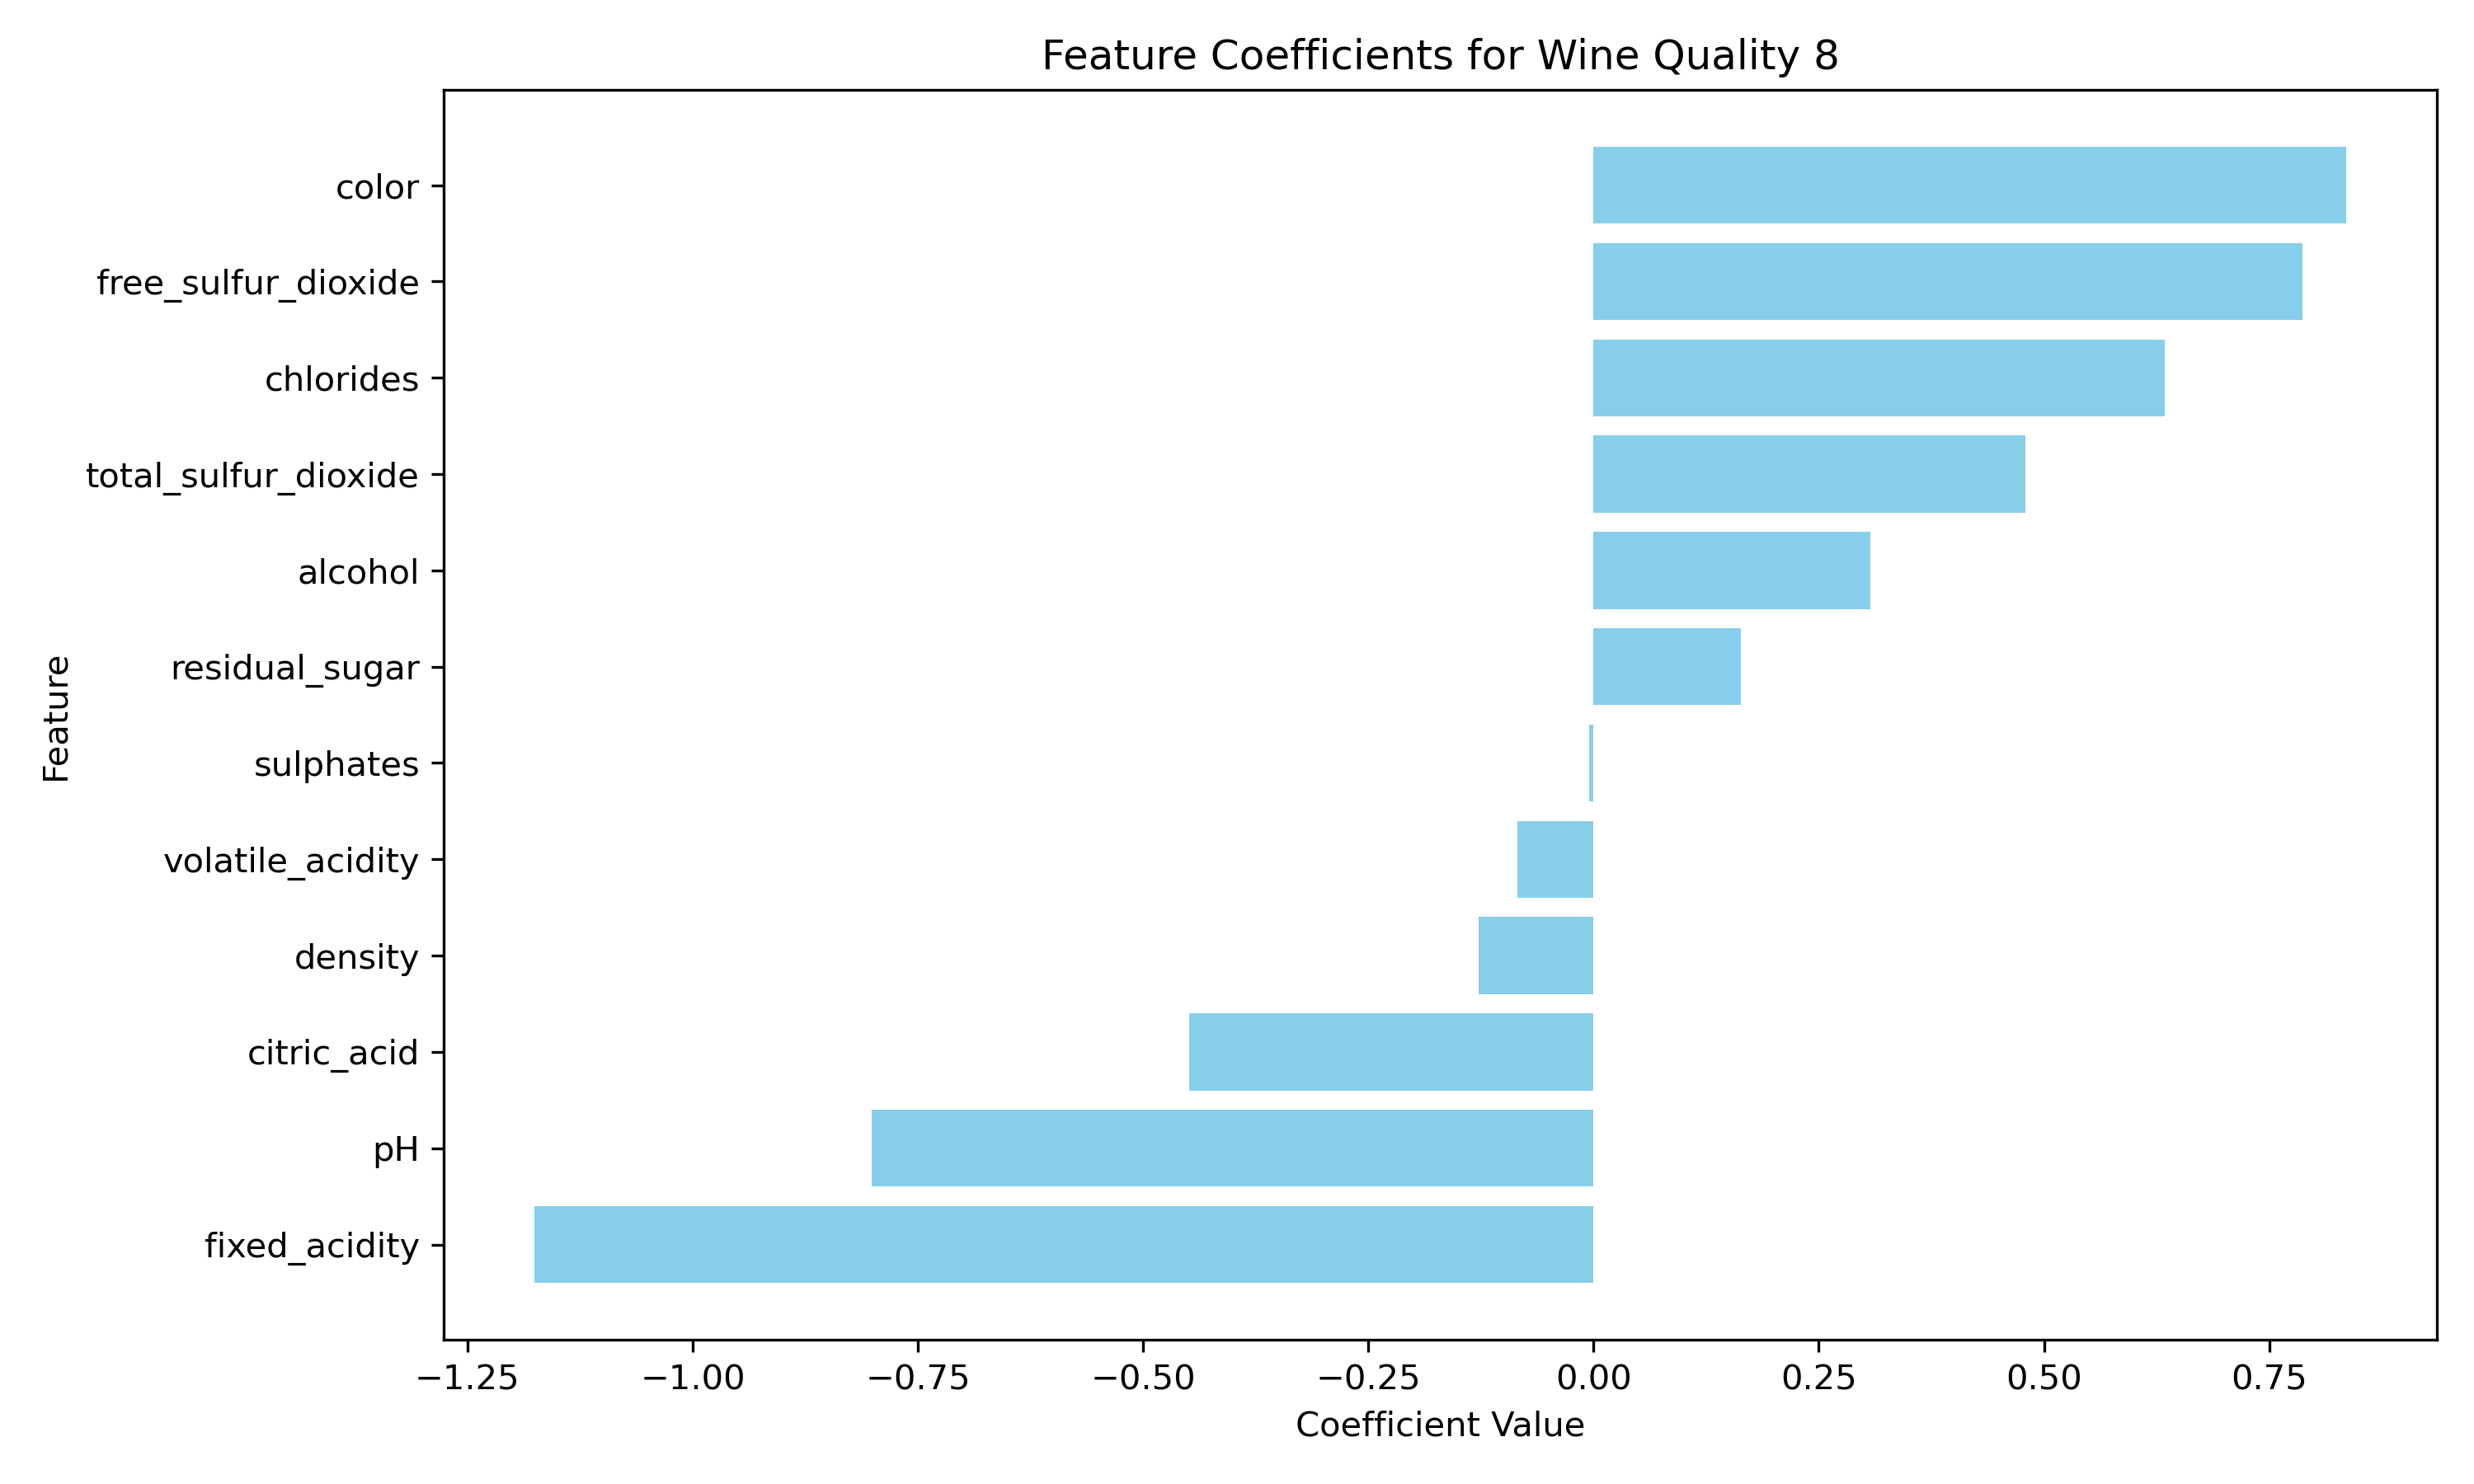 Feature Coefficients for Wine Quality 8
color
free_sulfur_dioxide
chlorides
total_sulfur_dioxide
alcohol
residual_sugar
sulphates
volatile_acidity
density
citric_acid
pH
fixed_acidity
Feature
−1.25 −1.00 −0.75 −0.50 −0.25 0.00 0.25 0.50 0.75
Coefficient Value